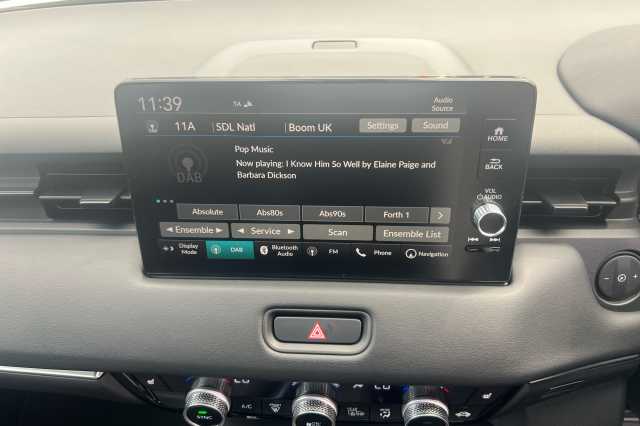 11:39 TA Audio
Source
11A SDL Natl Boom UK Settings Sound
HOME
Pop Music
Now playing: I Know Him So Well by Elaine Paige and
Barbara Dickson
DAB
BACK
VOL
AUDIO
Absolute Abs80s Abs90s Forth 1 >
◄ Ensemble ► ◄ Service ► Scan Ensemble List
Display
Mode
DAB
Bluetooth
Audio
FM
Phone
Navigation
SYNC
A/C